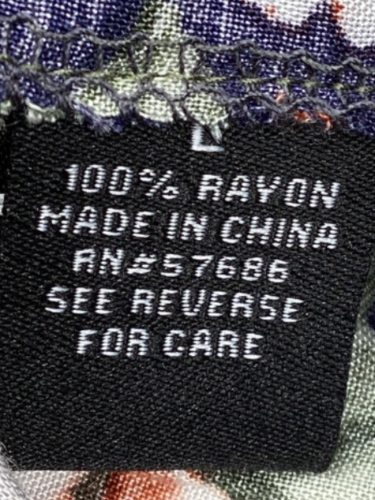 L
100% RAYON
MADE IN CHINA
RN#57686
SEE REVERSE
FOR CARE